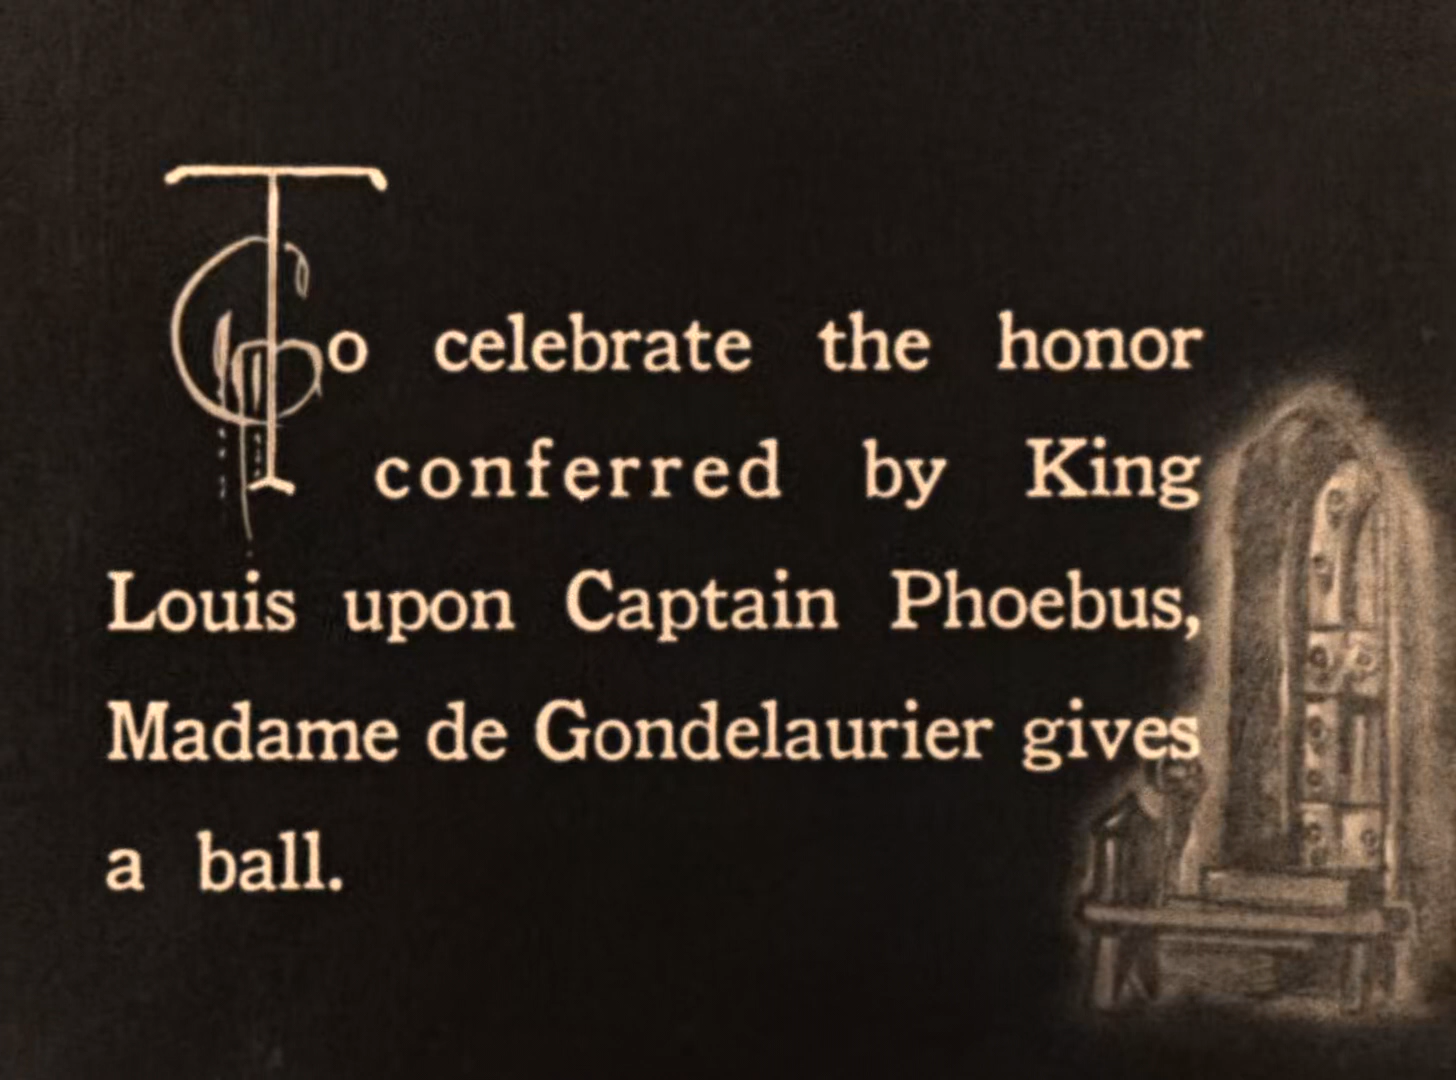 To celebrate the honor
conferred by King
Louis upon Captain Phoebus,
Madame de Gondelaurier gives
a ball.